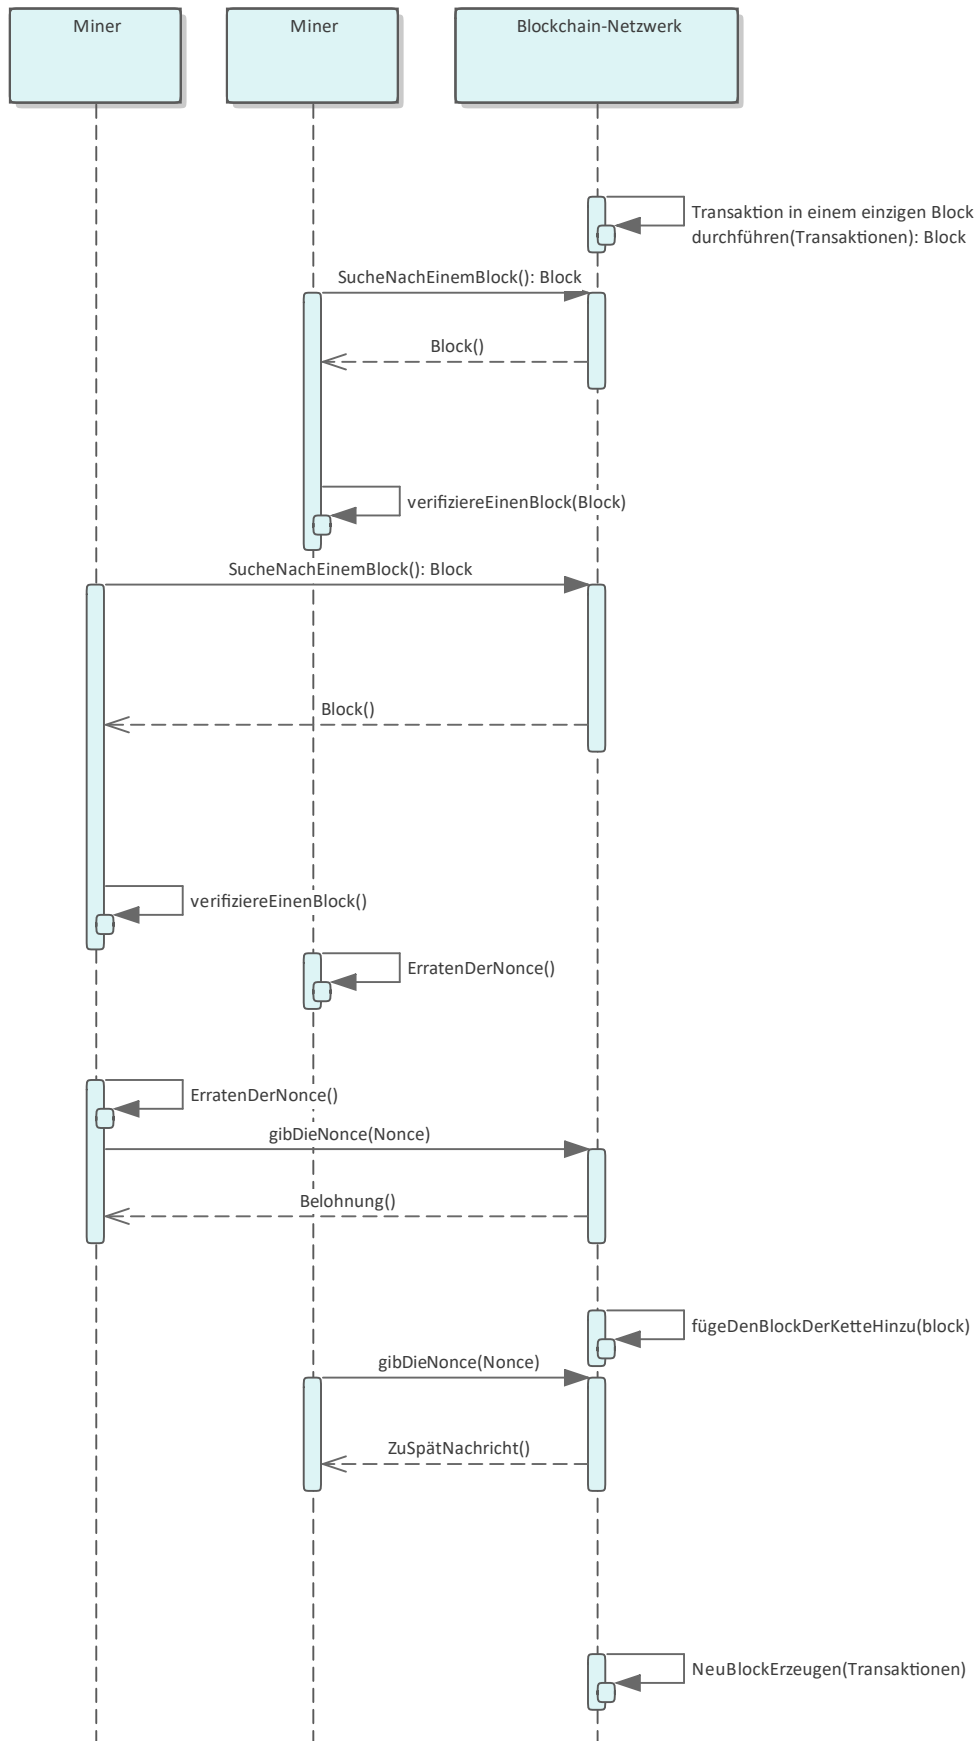 Miner
Miner
Blockchain-Netzwerk
Transaktion in einem einzigen Block
durchführen(Transaktionen): Block
SucheNachEinemBlock(): Block
Block()
verifiziereEinenBlock(Block)
SucheNachEinemBlock(): Block
Block()
verifiziereEinenBlock()
ErratenDerNonce()
ErratenDerNonce()
gibDieNonce(Nonce)
Belohnung()
fügeDenBlockDerKetteHinzu(block)
gibDieNonce(Nonce)
ZuSpätNachricht()
NeuBlockErzeugen(Transaktionen)